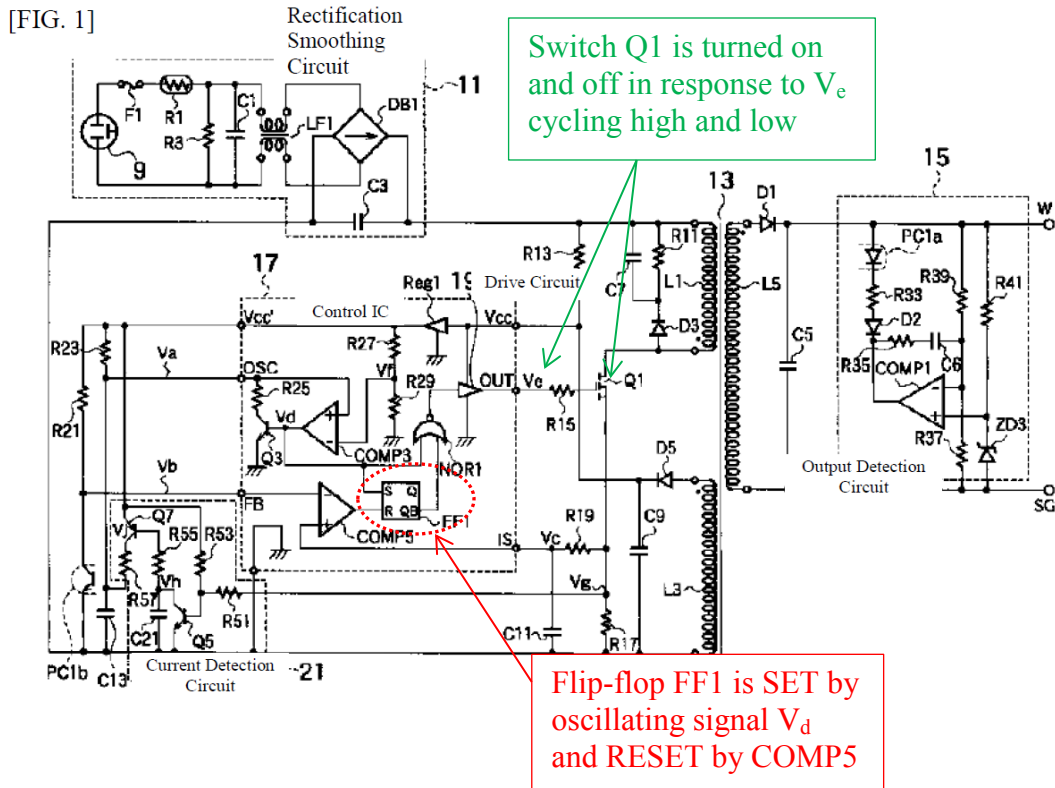 [FIG. 1]
Rectification
Smoothing
Circuit
Switch Q1 is turned on
and off in response to Ve
cycling high and low
11
F1
R1
R3
C1
LF1
DB1
9
C3
13
D1
15
W
R13
C7
R11
L1
L5
PC1a
R33
R39
R41
D2
17
Reg1
19
Drive Circuit
Control IC
Vcc'
Vcc
D3
R35
C6
C5
COMP1
R23
Va
OSC
R27
Vf
R25
R29
OUT
Ve
Q1
R15
R21
Vd
Q3
COMP3
NOR1
R37
ZD3
D5
Output Detection
Circuit
Vb
FB
S
Q
R
QB
FF1
COMP5
IS
Vc
R19
C9
SG
Vj
Q7
R55
R53
Vg
L3
R57
Vh
R51
C21
Q5
C11
R17
PC1b
C13
Current Detection
Circuit
21
Flip-flop FF1 is SET by
oscillating signal Vd
and RESET by COMP5